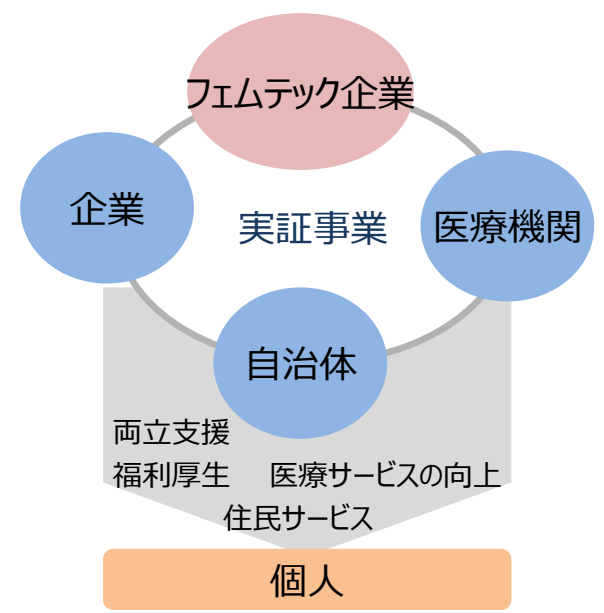 フェムテック企業
企業
実証事業
医療機関
自治体
両立支援
福利厚生
医療サービスの向上
住民サービス
個人